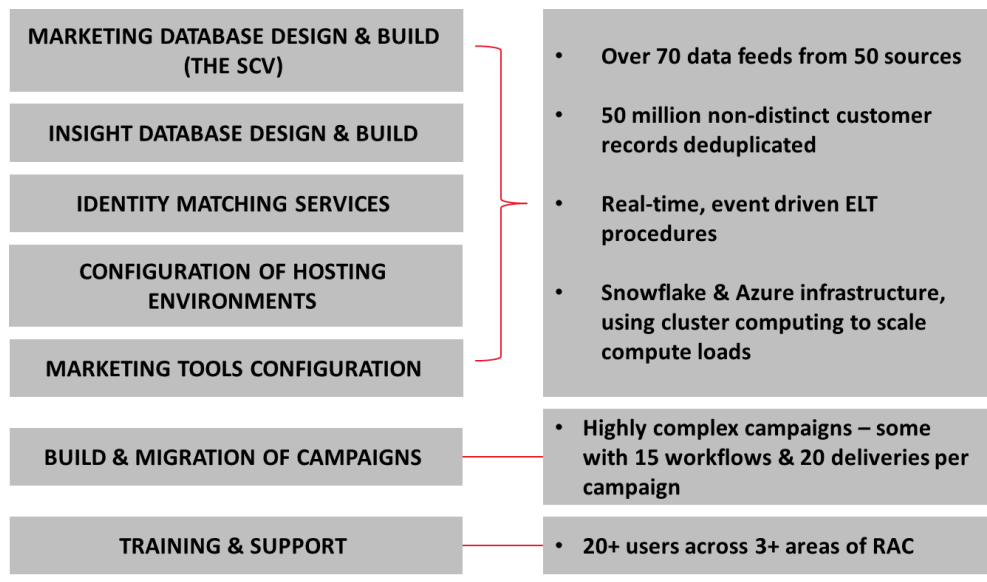 MARKETING DATABASE DESIGN & BUILD
(THE SCV)
INSIGHT DATABASE DESIGN & BUILD
IDENTITY MATCHING SERVICES
CONFIGURATION OF HOSTING
ENVIRONMENTS
MARKETING TOOLS CONFIGURATION
• Over 70 data feeds from 50 sources
• 50 million non-distinct customer
records deduplicated
• Real-time, event driven ELT
procedures
• Snowflake & Azure infrastructure,
using cluster computing to scale
compute loads
BUILD & MIGRATION OF CAMPAIGNS
• Highly complex campaigns – some
with 15 workflows & 20 deliveries per
campaign
TRAINING & SUPPORT
• 20+ users across 3+ areas of RAC